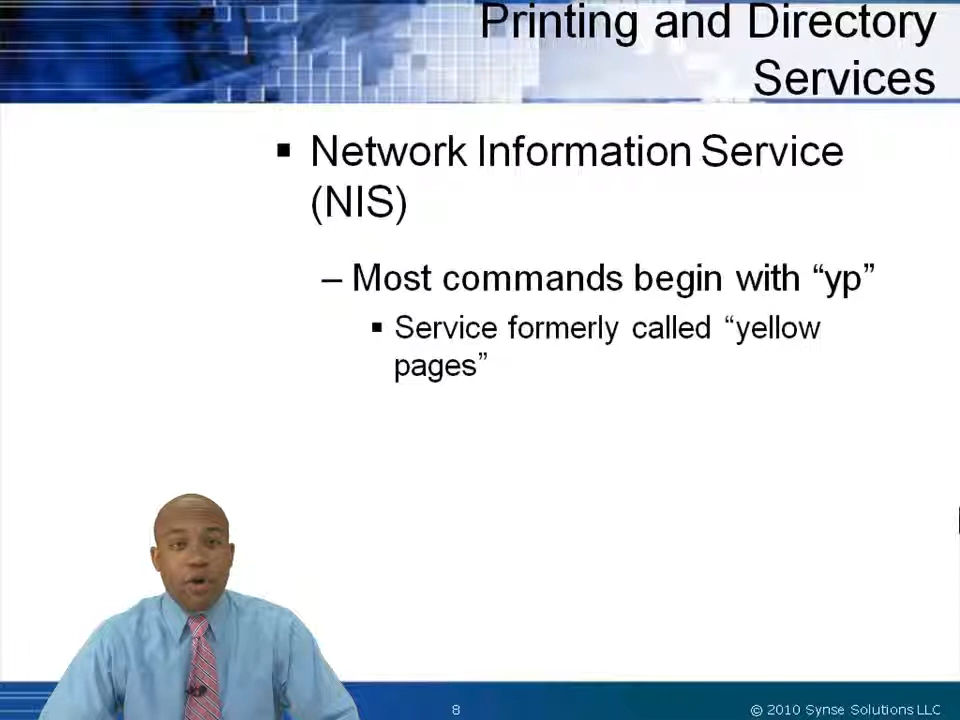 Printing and Directory
Services
▪ Network Information Service
(NIS)
– Most commands begin with “yp”
▪ Service formerly called “yellow
pages”
8
© 2010 Synse Solutions LLC